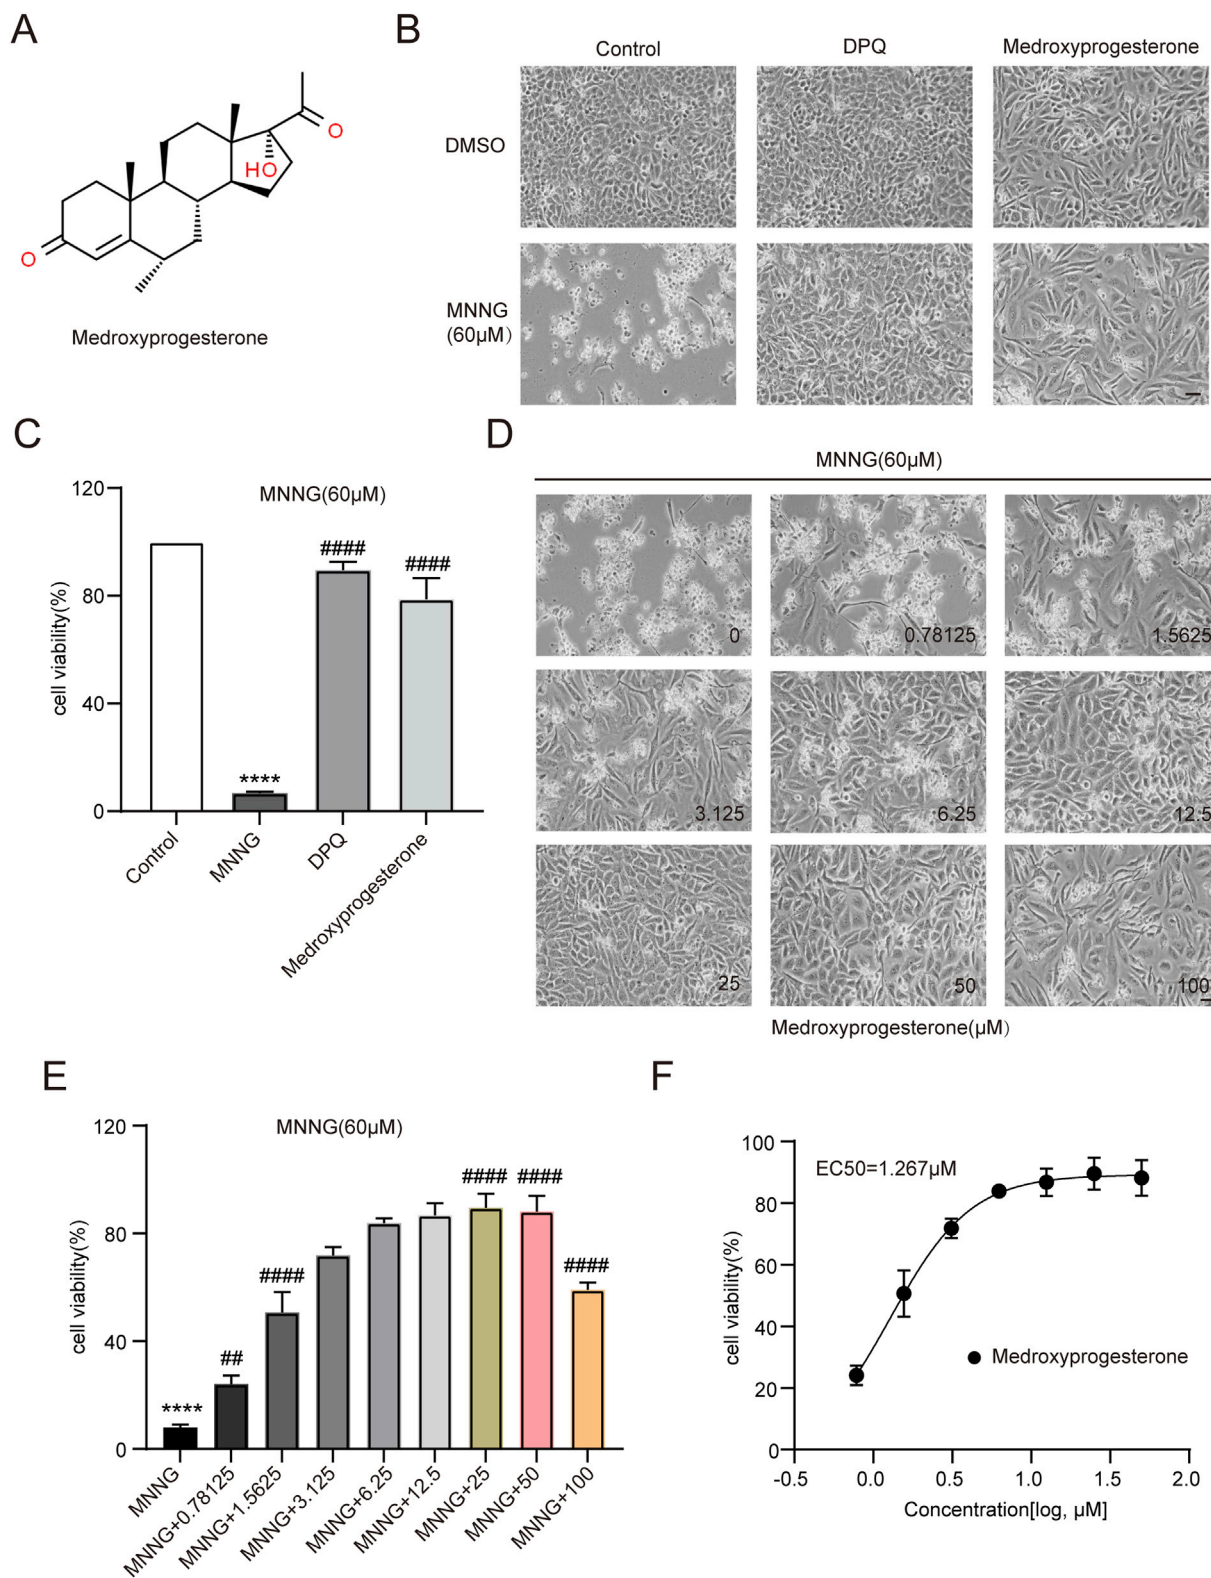 A
O
HO
O
Medroxyprogesterone
B
Control
DPQ
Medroxyprogesterone
DMSO
MNNG
(60μM)
C
MNNG(60μM)
cell viability(%)
120
80
40
0
####
####
****
Control
MNNG
DPQ
Medroxyprogesterone
D
MNNG(60μM)
0
0.78125
1.5625
3.125
6.25
12.5
25
50
100
Medroxyprogesterone(μM)
E
MNNG(60μM)
cell viability(%)
120
80
40
0
****
##
####
####
####
####
MNNG
MNNG+0.78125
MNNG+1.5625
MNNG+3.125
MNNG+6.25
MNNG+12.5
MNNG+25
MNNG+50
MNNG+100
F
EC50=1.267μM
cell viability(%)
100
80
60
40
20
0
Medroxyprogesterone
-0.5
0.0
0.5
1.0
1.5
2.0
Concentration[log, μM]